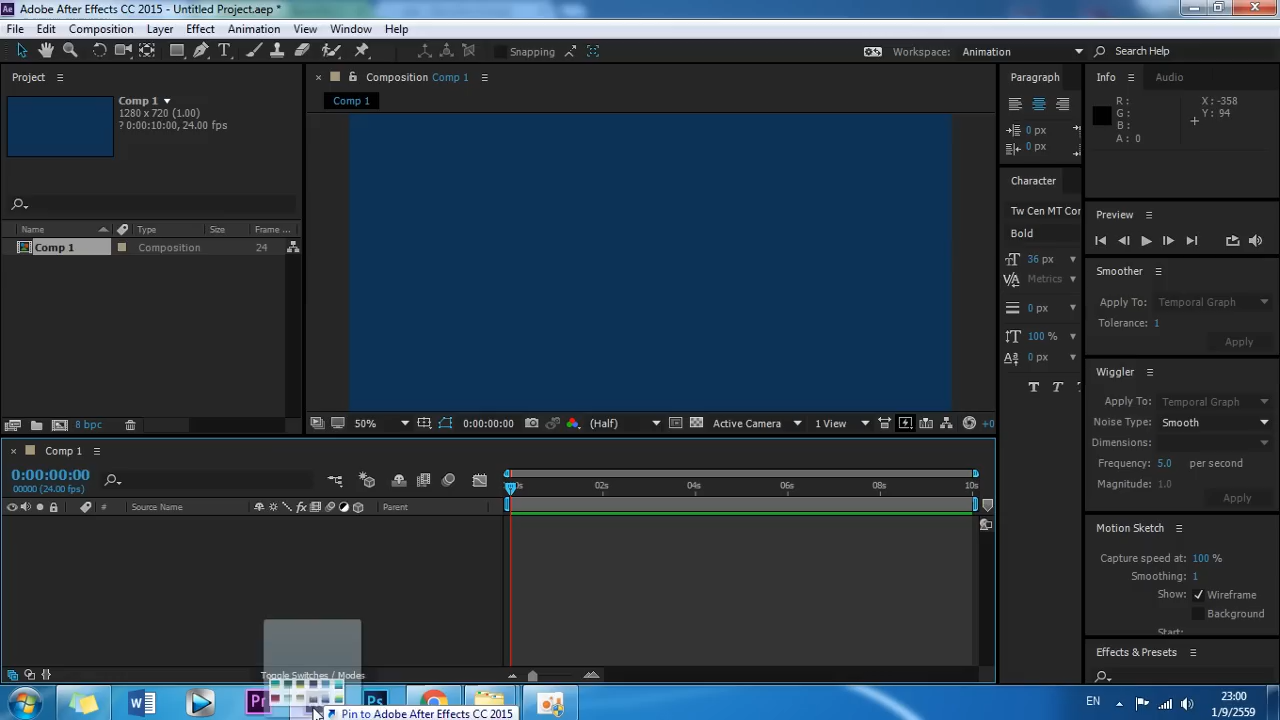 Adobe After Effects CC 2015 - Untitled Project.aep *
File Edit Composition Layer Effect Animation View Window Help
Snapping
Workspace: Animation
Search Help
Project
Comp 1
1280 x 720 (1.00)
? 0:00:10:00, 24.00 fps
Name Type Size Frame ...
Comp 1 Composition 24
8 bpc
Composition Comp 1
Comp 1
50% 0:00:00:00 (Half) Active Camera 1 View +0
Paragraph
0 px
0 px
Character
Tw Cen MT Con
Bold
36 px
Metrics
0 px
100 %
0 px
T T
Info Audio
R : X : -358
G : Y : 94
B :
A : 0
Preview
Smoother
Apply To: Temporal Graph
Tolerance: 1
Apply
Wiggler
Apply To: Temporal Graph
Noise Type: Smooth
Dimensions:
Frequency: 5.0 per second
Magnitude: 1.0
Apply
Motion Sketch
Capture speed at: 100 %
Smoothing: 1
Show: Wireframe
Background
Start:
Effects & Presets
Comp 1
0:00:00:00
00000 (24.00 fps)
# Source Name Parent
02s 04s 06s 08s 10s
Toggle Switches / Modes
Pin to Adobe After Effects CC 2015
Pr Ps
EN
23:00
1/9/2559